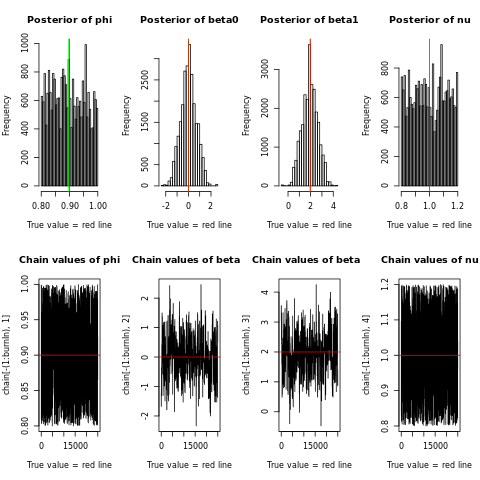 Posterior of phi
Posterior of beta0
Posterior of beta1
Posterior of nu
Frequency
0 200 400 600 800 1000
0.80 0.90 1.00
True value = red line
Frequency
0 500 1500 2500
-2 0 2
True value = red line
Frequency
0 1000 2000 3000
0 2 4
True value = red line
Frequency
0 200 400 600 800
0.8 1.0 1.2
True value = red line
Chain values of phi
Chain values of beta
Chain values of beta
Chain values of nu
chain[-(1:burnIn), 1]
0.80 0.85 0.90 0.95 1.00
0 15000
True value = red line
chain[-(1:burnIn), 2]
-2 -1 0 1 2
0 15000
True value = red line
chain[-(1:burnIn), 3]
0 1 2 3 4
0 15000
True value = red line
chain[-(1:burnIn), 4]
0.8 0.9 1.0 1.1 1.2
0 15000
True value = red line